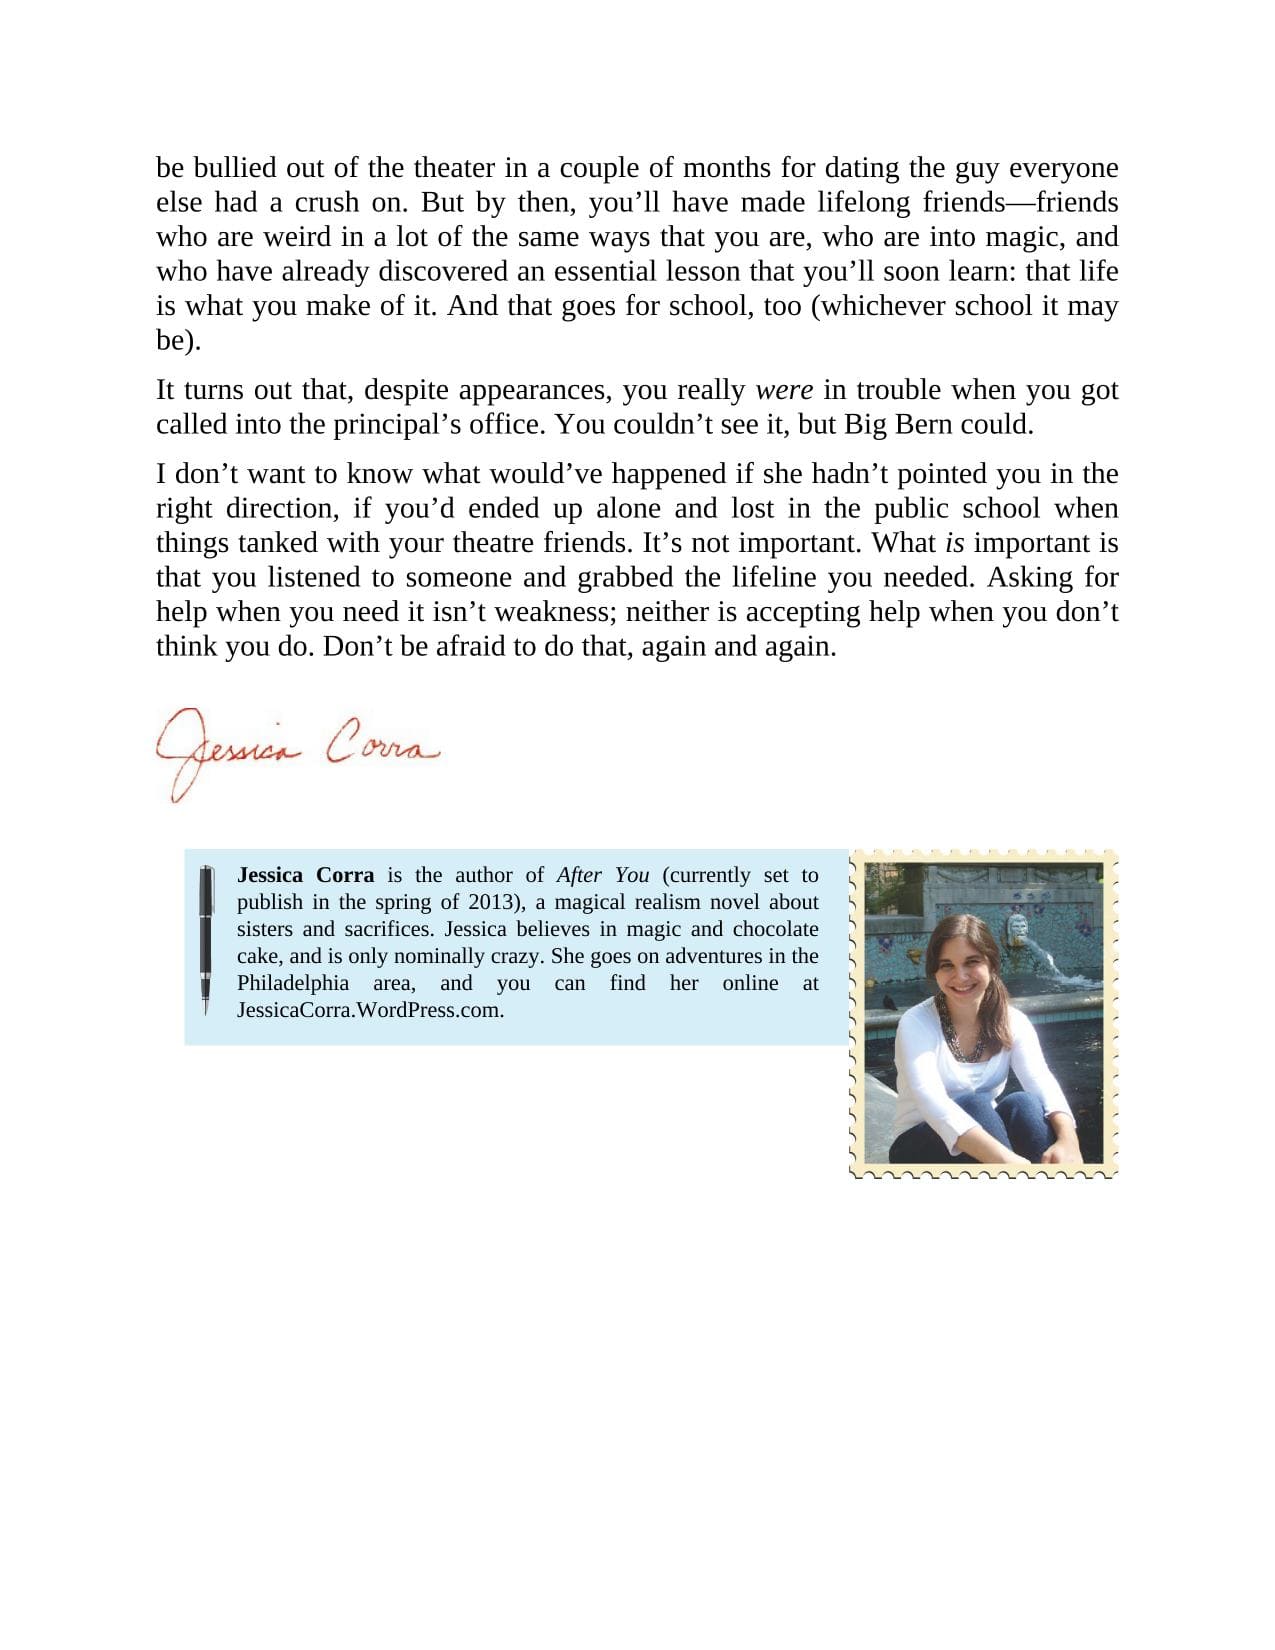 be bullied out of the theater in a couple of months for dating the guy everyone
else had a crush on. But by then, you’ll have made lifelong friends—friends
who are weird in a lot of the same ways that you are, who are into magic, and
who have already discovered an essential lesson that you’ll soon learn: that life
is what you make of it. And that goes for school, too (whichever school it may
be).
It turns out that, despite appearances, you really were in trouble when you got
called into the principal’s office. You couldn’t see it, but Big Bern could.
I don’t want to know what would’ve happened if she hadn’t pointed you in the
right direction, if you’d ended up alone and lost in the public school when
things tanked with your theatre friends. It’s not important. What is important is
that you listened to someone and grabbed the lifeline you needed. Asking for
help when you need it isn’t weakness; neither is accepting help when you don’t
think you do. Don’t be afraid to do that, again and again.
Jessica Corra
Jessica Corra is the author of After You (currently set to
publish in the spring of 2013), a magical realism novel about
sisters and sacrifices. Jessica believes in magic and chocolate
cake, and is only nominally crazy. She goes on adventures in the
Philadelphia area, and you can find her online at
JessicaCorra.WordPress.com.